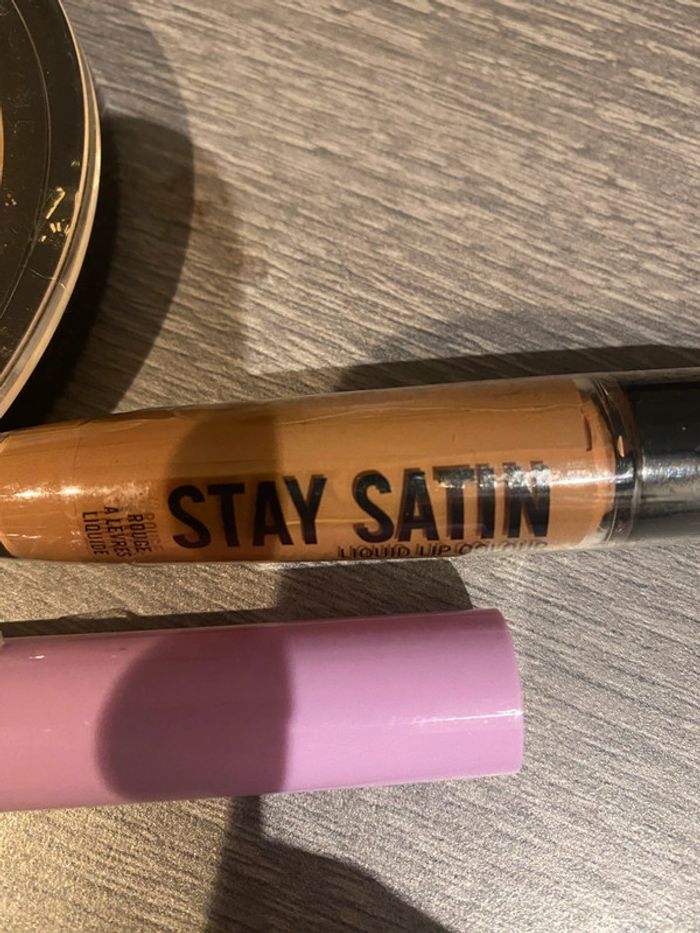 STAY SATIN
LIQUID LIP COLOUR
ROUGE
À LÈVRES
LIQUIDE